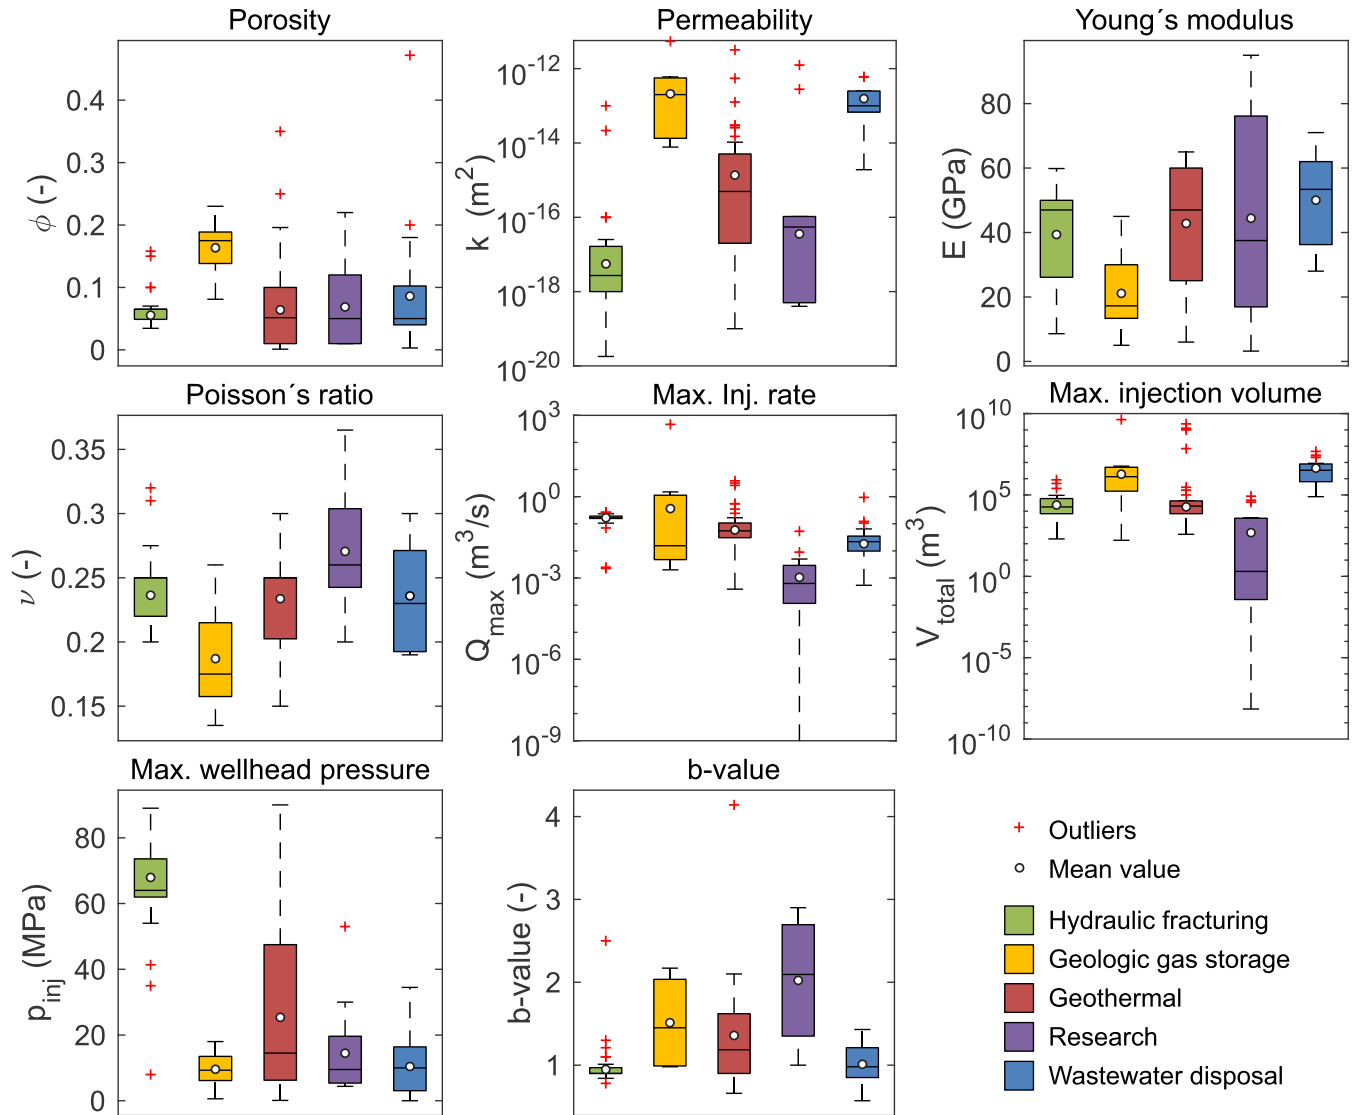 Porosity
0.4
0.3
0.2
0.1
0
ϕ (-)
Permeability
10^-12
10^-14
10^-16
10^-18
10^-20
k (m^2)
Young´s modulus
80
60
40
20
0
E (GPa)
Poisson´s ratio
0.35
0.3
0.25
0.2
0.15
ν (-)
Max. Inj. rate
10^3
10^0
10^-3
10^-6
10^-9
Q_max (m^3/s)
Max. injection volume
10^10
10^5
10^0
10^-5
10^-10
V_total (m^3)
Max. wellhead pressure
80
60
40
20
0
p_inj (MPa)
b-value
4
3
2
1
b-value (-)
Outliers
Mean value
Hydraulic fracturing
Geologic gas storage
Geothermal
Research
Wastewater disposal